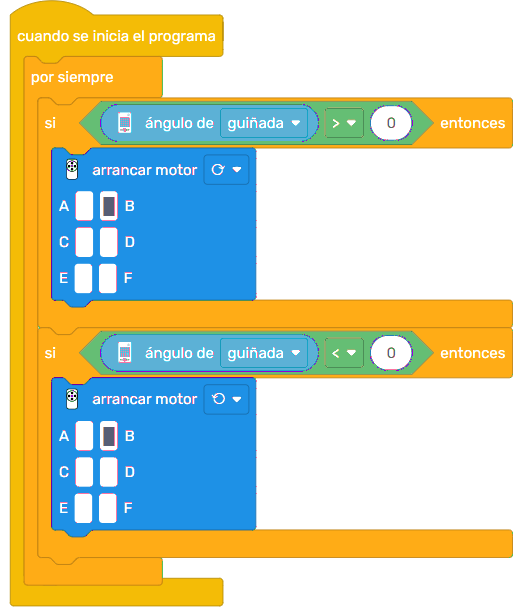 cuando se inicia el programa
por siempre
si ángulo de guiñada > 0 entonces
arrancar motor
A B
C D
E F
si ángulo de guiñada < 0 entonces
arrancar motor
A B
C D
E F